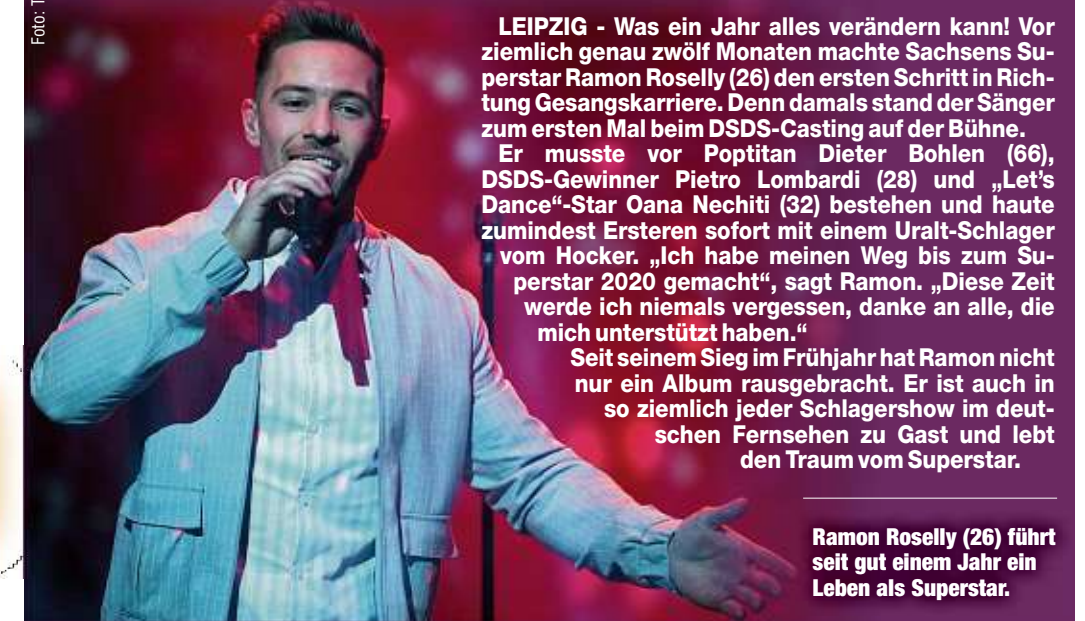 Foto: T
LEIPZIG - Was ein Jahr alles verändern kann! Vor
ziemlich genau zwölf Monaten machte Sachsens Su-
perstar Ramon Roselly (26) den ersten Schritt in Rich-
tung Gesangskarriere. Denn damals stand der Sänger
zum ersten Mal beim DSDS-Casting auf der Bühne.
Er musste vor Poptitan Dieter Bohlen (66),
DSDS-Gewinner Pietro Lombardi (28) und „Let’s
Dance“-Star Oana Nechiti (32) bestehen und haute
zumindest Ersteren sofort mit einem Uralt-Schlager
vom Hocker. „Ich habe meinen Weg bis zum Su-
perstar 2020 gemacht“, sagt Ramon. „Diese Zeit
werde ich niemals vergessen, danke an alle, die
mich unterstützt haben.“
Seit seinem Sieg im Frühjahr hat Ramon nicht
nur ein Album rausgebracht. Er ist auch in
so ziemlich jeder Schlagershow im deut-
schen Fernsehen zu Gast und lebt
den Traum vom Superstar.
Ramon Roselly (26) führt
seit gut einem Jahr ein
Leben als Superstar.